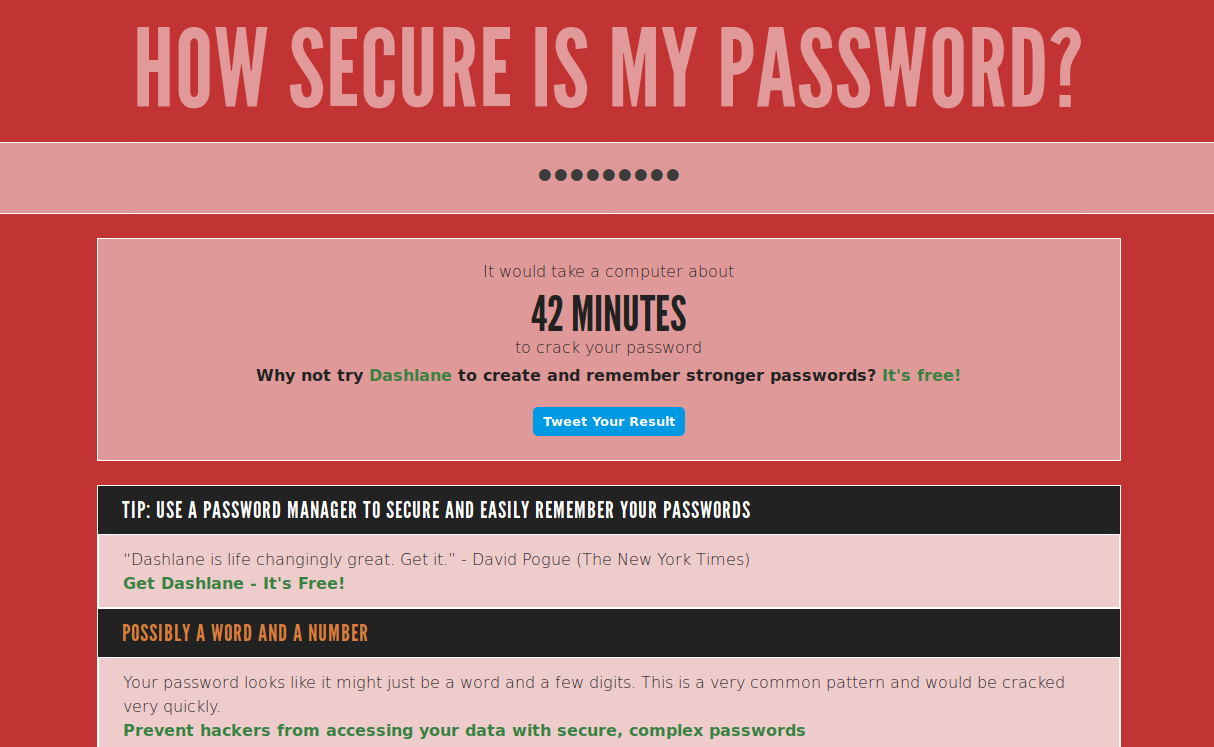 HOW SECURE IS MY PASSWORD?
●●●●●●●●●
It would take a computer about
42 MINUTES
to crack your password
Why not try Dashlane to create and remember stronger passwords? It's free!
Tweet Your Result
TIP: USE A PASSWORD MANAGER TO SECURE AND EASILY REMEMBER YOUR PASSWORDS
"Dashlane is life changingly great. Get it." - David Pogue (The New York Times)
Get Dashlane - It's Free!
POSSIBLY A WORD AND A NUMBER
Your password looks like it might just be a word and a few digits. This is a very common pattern and would be cracked
very quickly.
Prevent hackers from accessing your data with secure, complex passwords